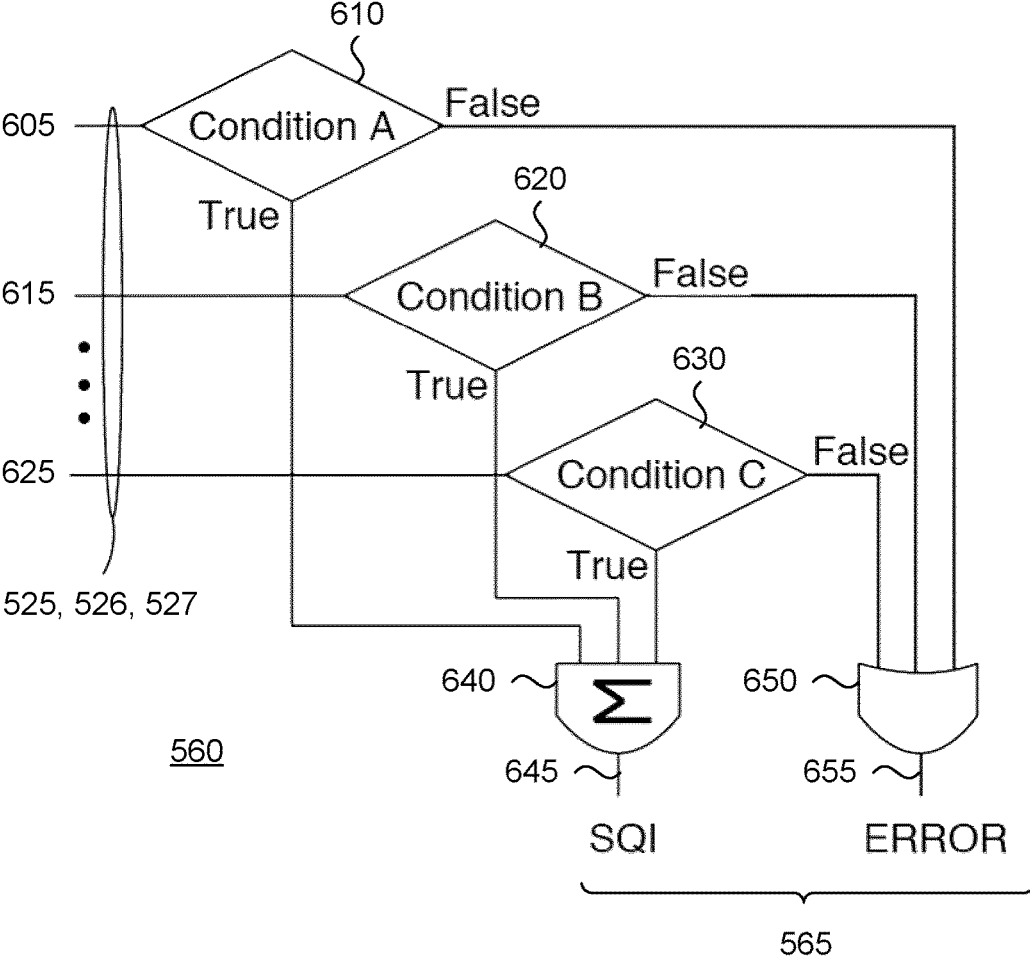 610
605
Condition A
False
True
620
615
Condition B
False
True
630
625
Condition C
False
True
525, 526, 527
640
Σ
650
560
645
655
SQI
ERROR
565